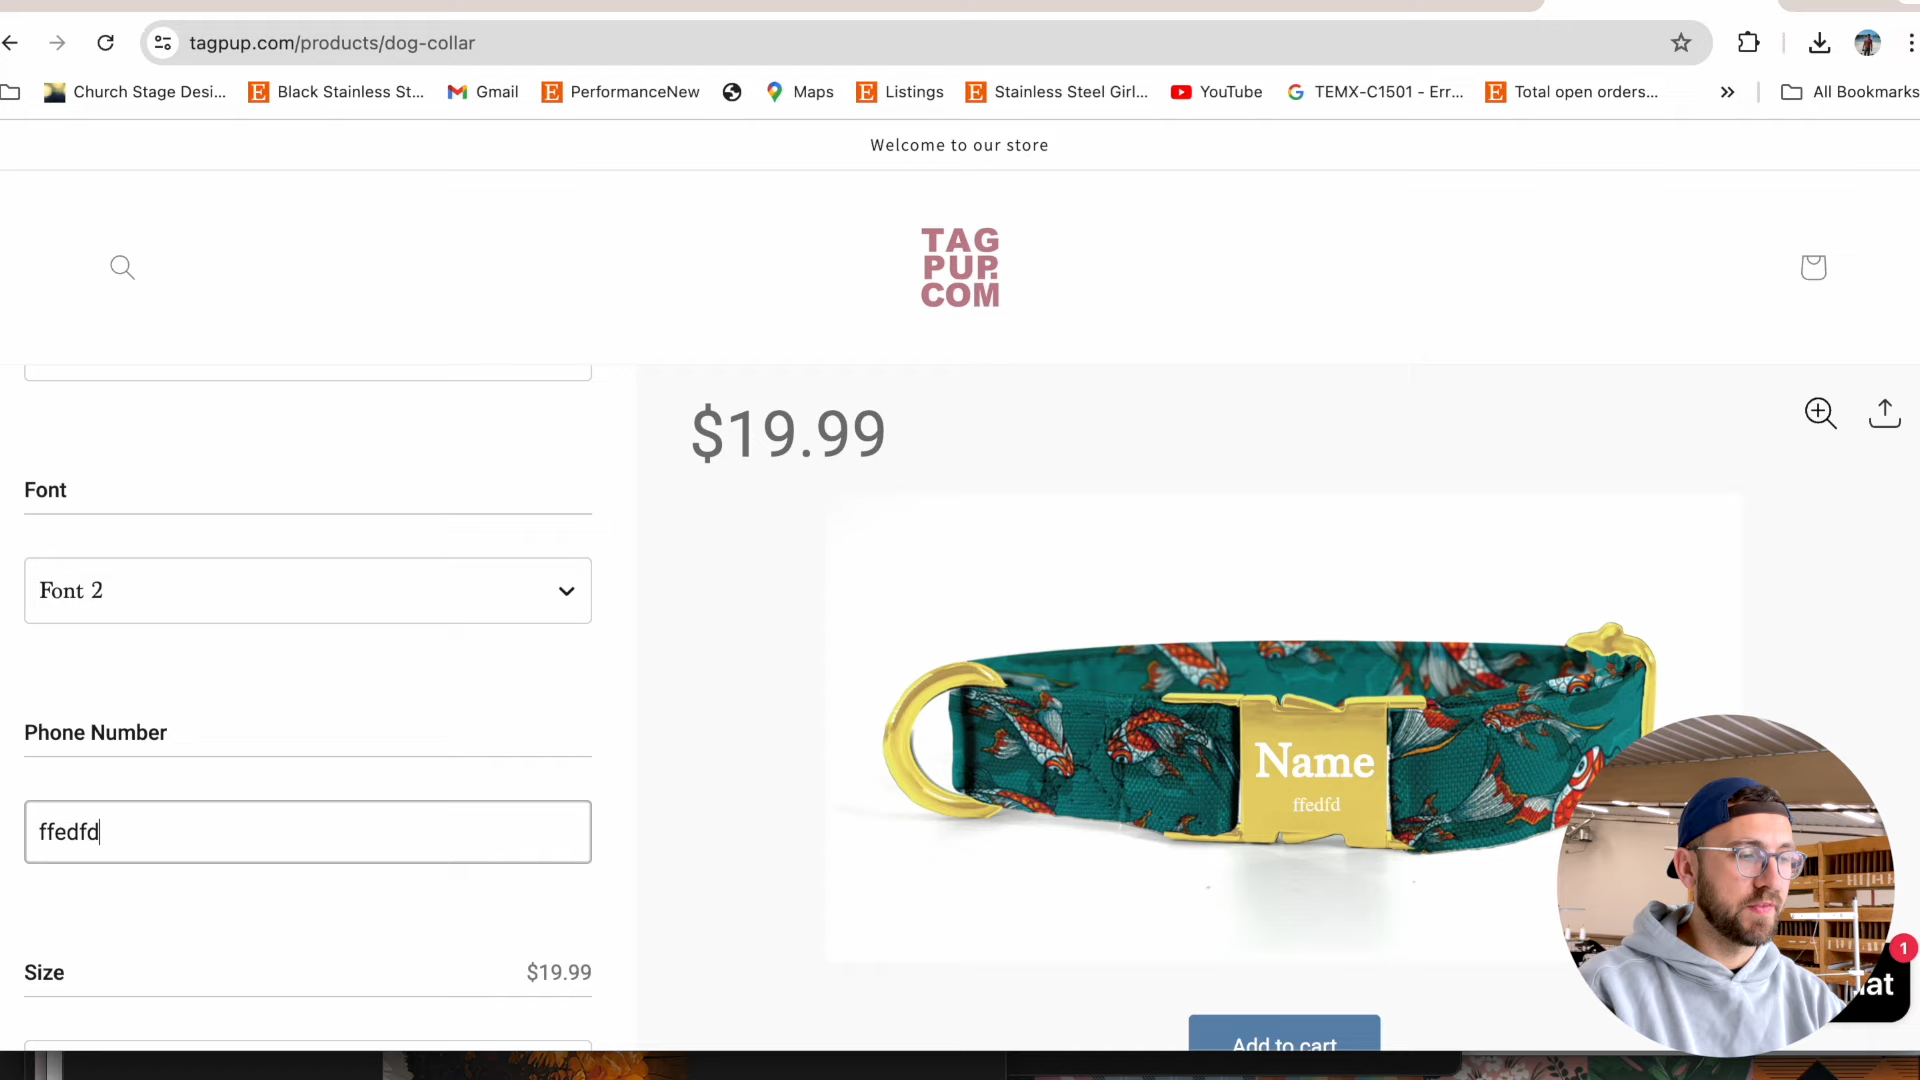 tagpup.com/products/dog-collar
Church Stage Desi...
Black Stainless St...
Gmail
PerformanceNew
Maps
Listings
Stainless Steel Girl...
YouTube
TEMX-C1501 - Err...
Total open orders...
All Bookmarks
Welcome to our store
TAG
PUP.
COM
$19.99
Font
Font 2
Phone Number
ffedfd
Name
ffedfd
Size $19.99
1
at
Add to cart